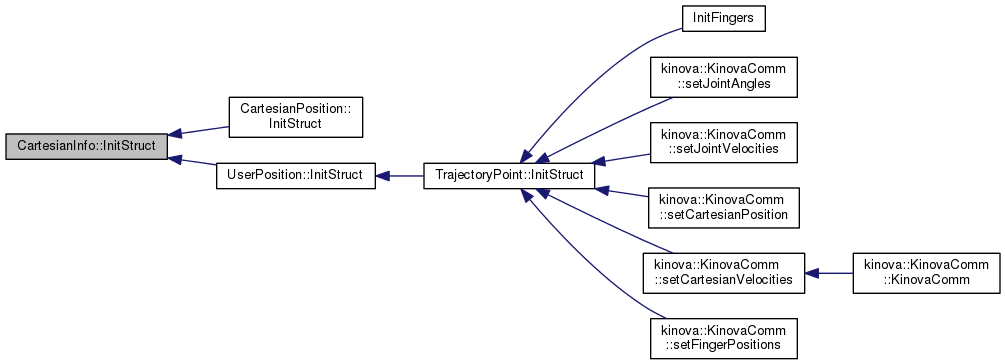 InitFingers
kinova::KinovaComm
::setJointAngles
CartesianPosition::
InitStruct
CartesianInfo::InitStruct
kinova::KinovaComm
::setJointVelocities
UserPosition::InitStruct
TrajectoryPoint::InitStruct
kinova::KinovaComm
::setCartesianPosition
kinova::KinovaComm
::setCartesianVelocities
kinova::KinovaComm
::KinovaComm
kinova::KinovaComm
::setFingerPositions